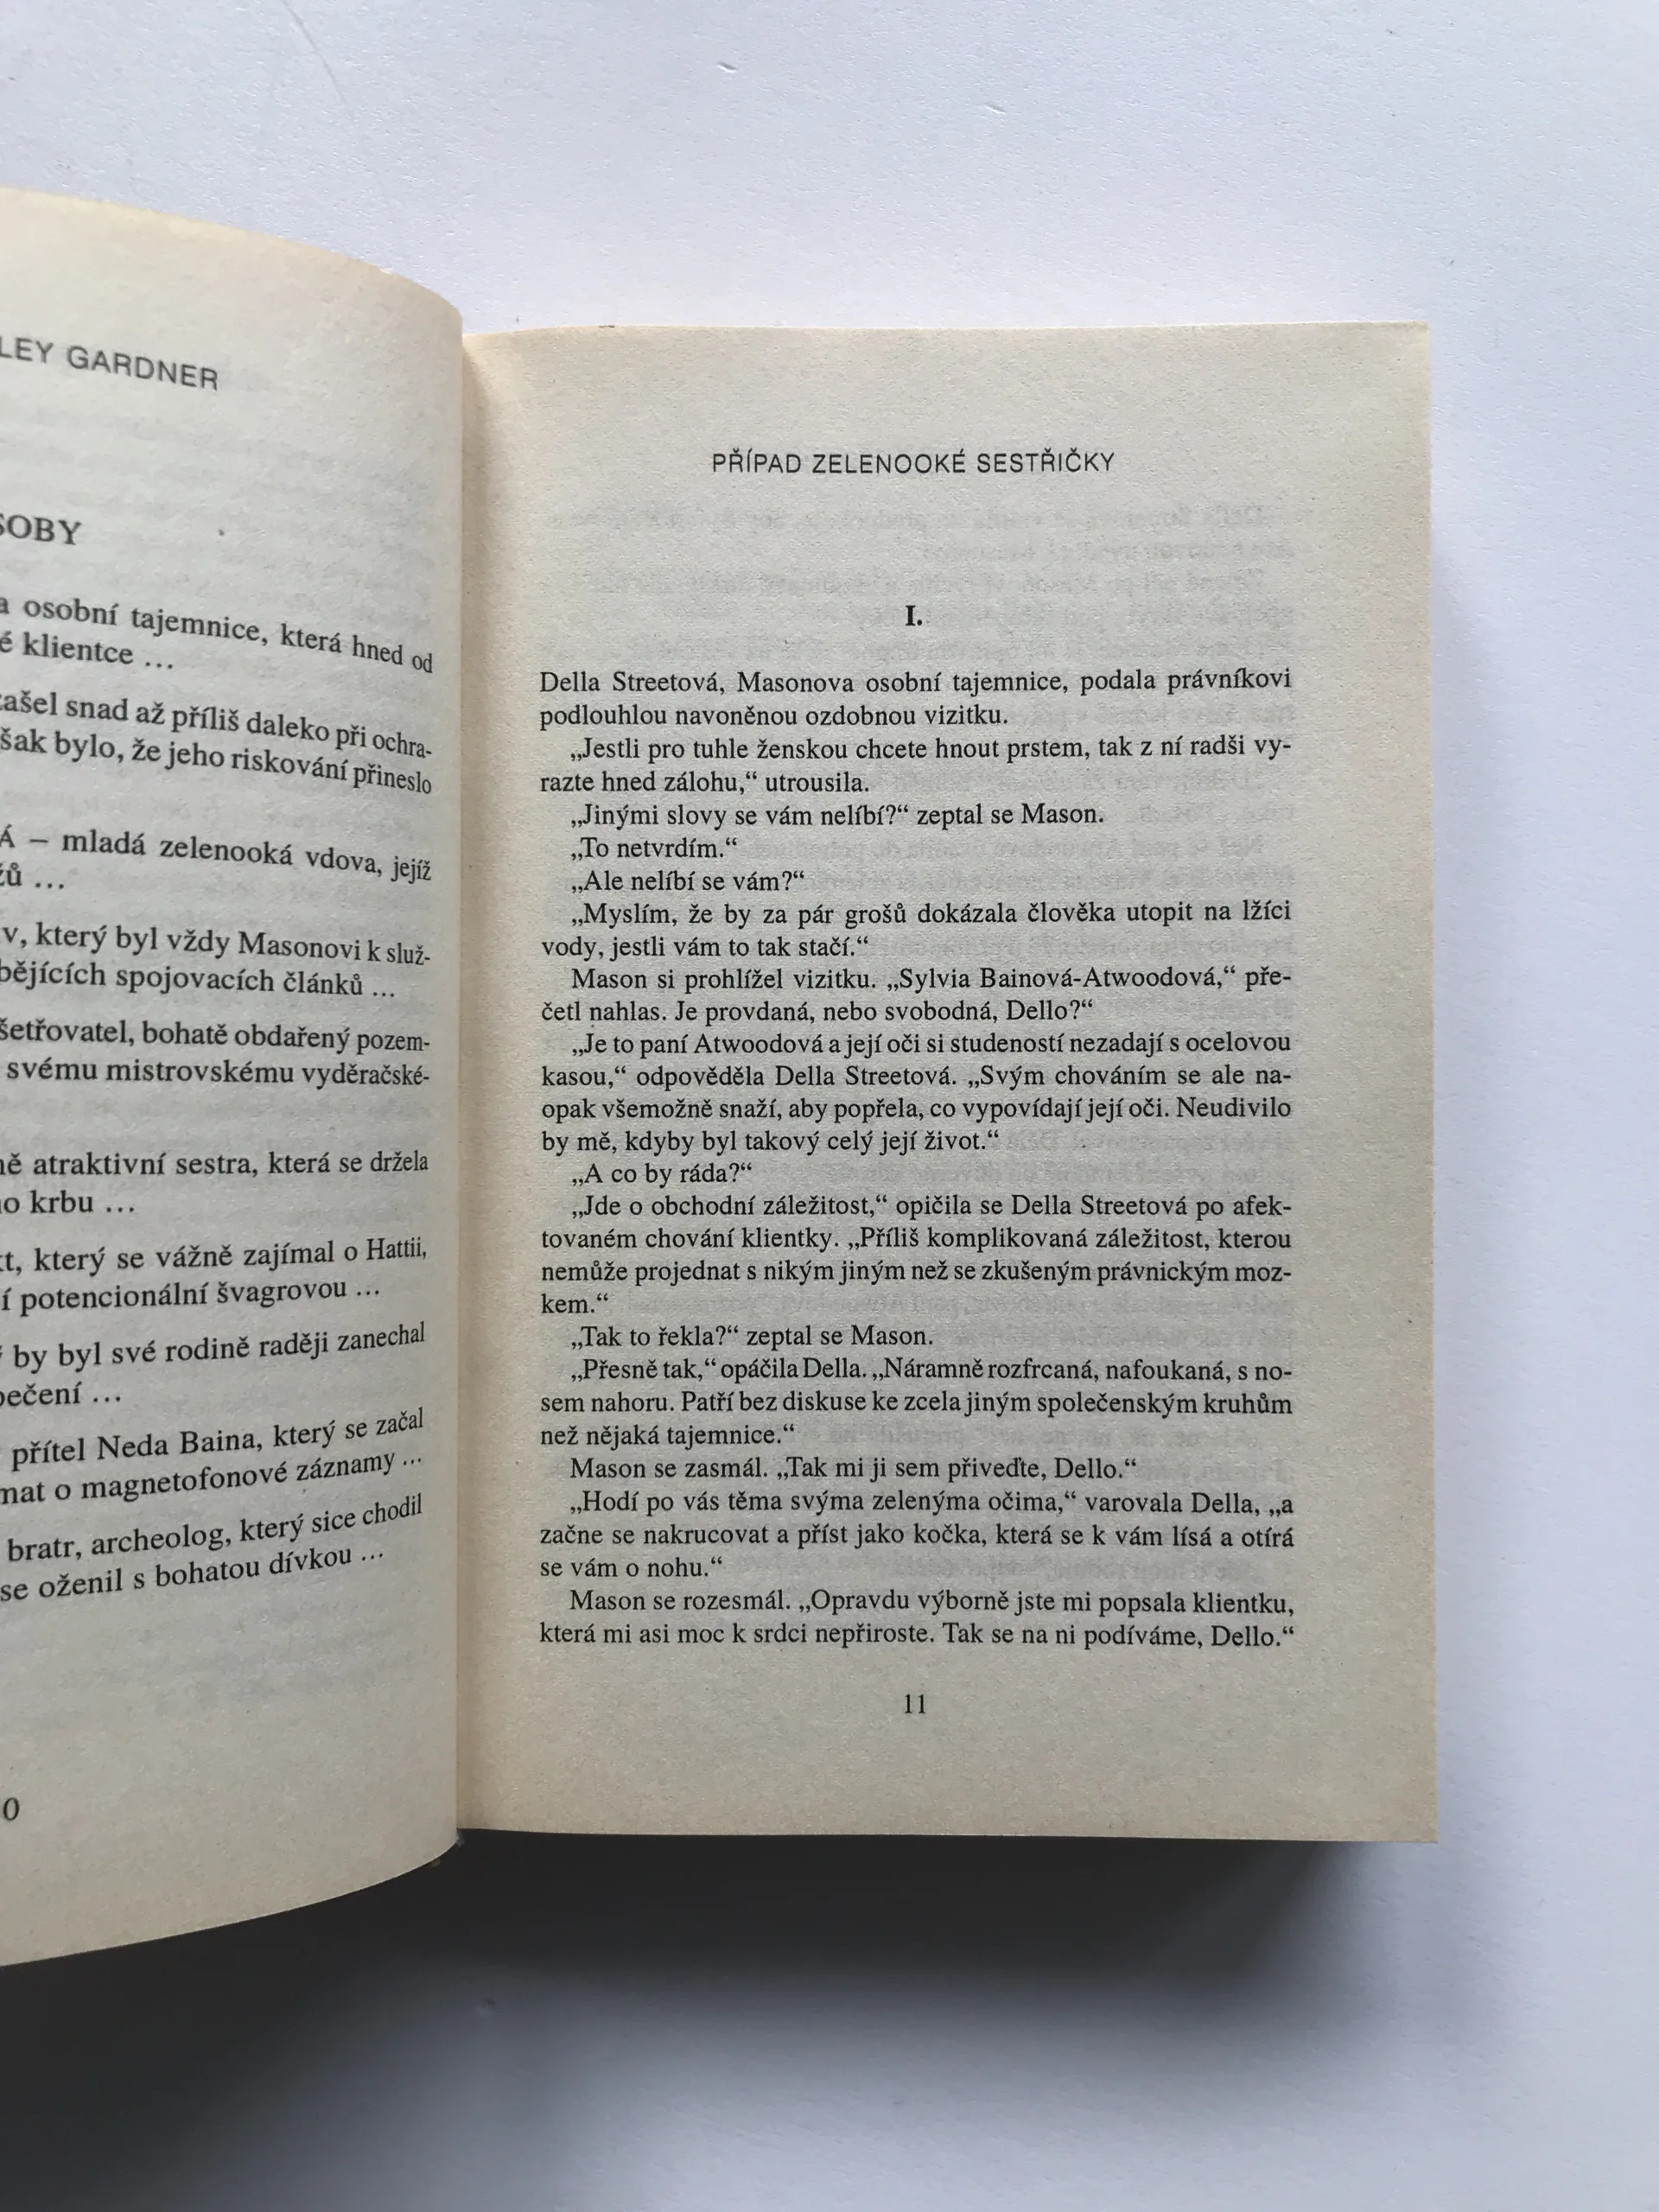 LEY GARDNER
SOBY
a osobní tajemnice, která hned od
é klientce ...
zašel snad až příliš daleko při ochra-
šak bylo, že jeho riskování přineslo
Á – mladá zelenooká vdova, jejíž
žů ...
v, který byl vždy Masonovi k služ-
bějících spojovacích článků ...
šetřovatel, bohatě obdařený pozem-
svému mistrovskému vyděračské-
ně atraktivní sestra, která se držela
o krbu ...
kt, který se vážně zajímal o Hattii,
í potencionální švagrovou ...
by byl své rodině raději zanechal
pečení ...
přítel Neda Baina, který se začal
mat o magnetofonové záznamy ...
bratr, archeolog, který sice chodil
se oženil s bohatou dívkou ...
0
PŘÍPAD ZELENOOKÉ SESTŘIČKY
I.
Della Streetová, Masonova osobní tajemnice, podala právníkovi
podlouhlou navoněnou ozdobnou vizitku.
„Jestli pro tuhle ženskou chcete hnout prstem, tak z ní radši vy-
razte hned zálohu,“ utrousila.
„Jinými slovy se vám nelíbí?“ zeptal se Mason.
„To netvrdím.“
„Ale nelíbí se vám?“
„Myslím, že by za pár grošů dokázala člověka utopit na lžíci
vody, jestli vám to tak stačí.“
Mason si prohlížel vizitku. „Sylvia Bainová-Atwoodová,“ pře-
četl nahlas. Je provdaná, nebo svobodná, Dello?“
„Je to paní Atwoodová a její oči si studeností nezadají s ocelovou
kasou,“ odpověděla Della Streetová. „Svým chováním se ale na-
opak všemožně snaží, aby popřela, co vypovídají její oči. Neudivilo
by mě, kdyby byl takový celý její život.“
„A co by ráda?“
„Jde o obchodní záležitost,“ opičila se Della Streetová po afek-
tovaném chování klientky. „Příliš komplikovaná záležitost, kterou
nemůže projednat s nikým jiným než se zkušeným právnickým moz-
kem.“
„Tak to řekla?“ zeptal se Mason.
„Přesně tak,“ opáčila Della. „Náramně rozfrcaná, nafoukaná, s no-
sem nahoru. Patří bez diskuse ke zcela jiným společenským kruhům
než nějaká tajemnice.“
Mason se zasmál. „Tak mi ji sem přiveďte, Dello.“
„Hodí po vás těma svýma zelenýma očima,“ varovala Della, „a
začne se nakrucovat a příst jako kočka, která se k vám lísá a otírá
se vám o nohu.“
Mason se rozesmál. „Opravdu výborně jste mi popsala klientku,
která mi asi moc k srdci nepřiroste. Tak se na ni podíváme, Dello.“
11